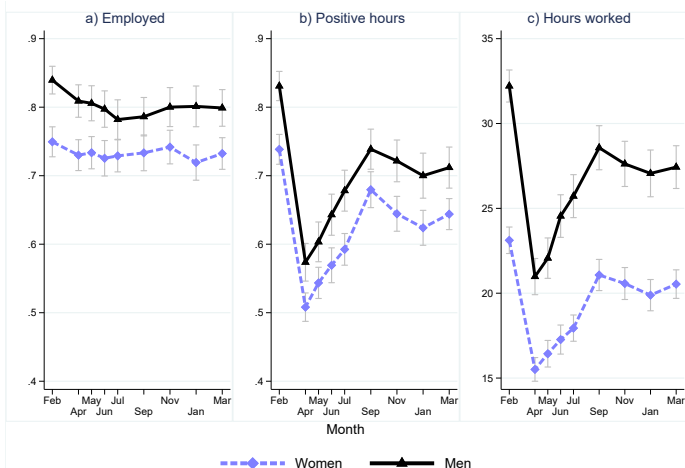 a) Employed
b) Positive hours
c) Hours worked
.9
.8
.7
.6
.5
.4
Feb Apr May Jun Jul Sep Nov Jan Mar
.9
.8
.7
.6
.5
.4
Feb Apr May Jun Jul Sep Nov Jan Mar
35
30
25
20
15
Feb Apr May Jun Jul Sep Nov Jan Mar
Month
Women Men